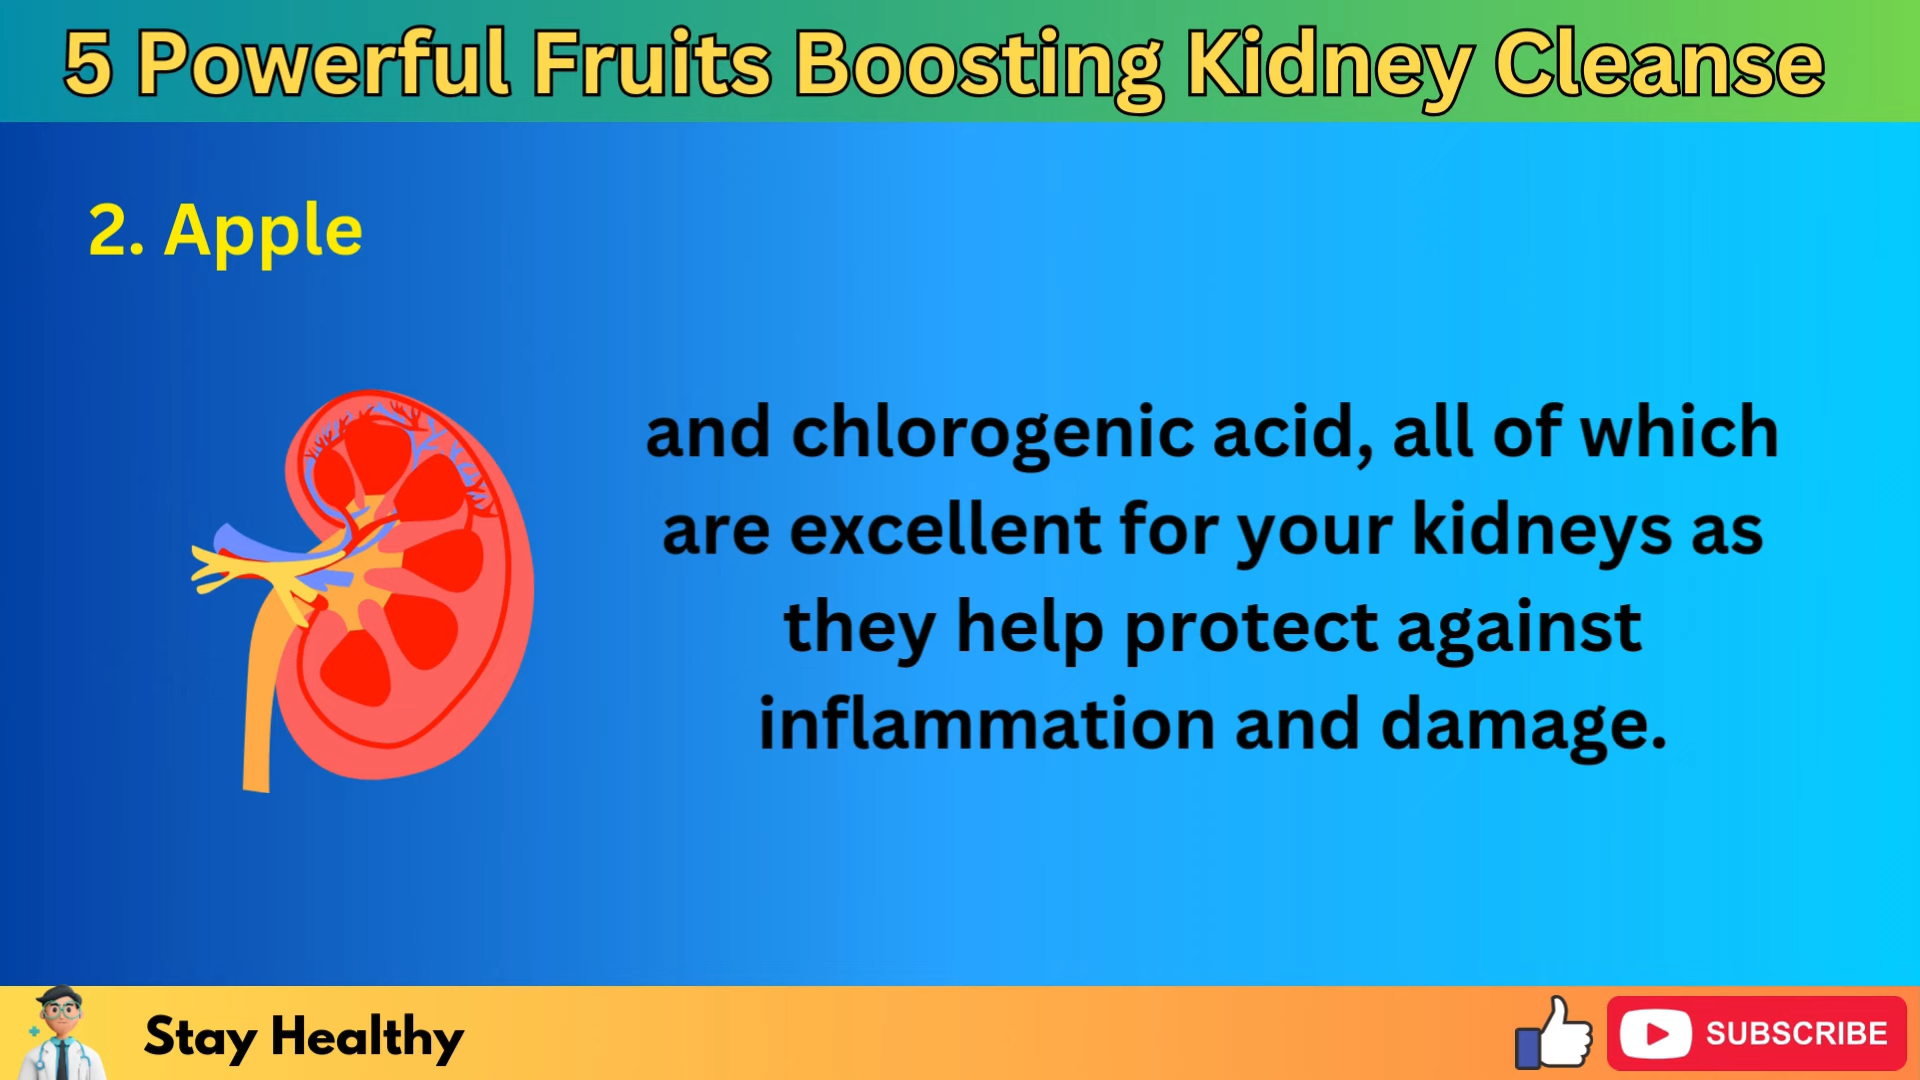 5 Powerful Fruits Boosting Kidney Cleanse
2. Apple
and chlorogenic acid, all of which
are excellent for your kidneys as
they help protect against
inflammation and damage.
Stay Healthy
SUBSCRIBE